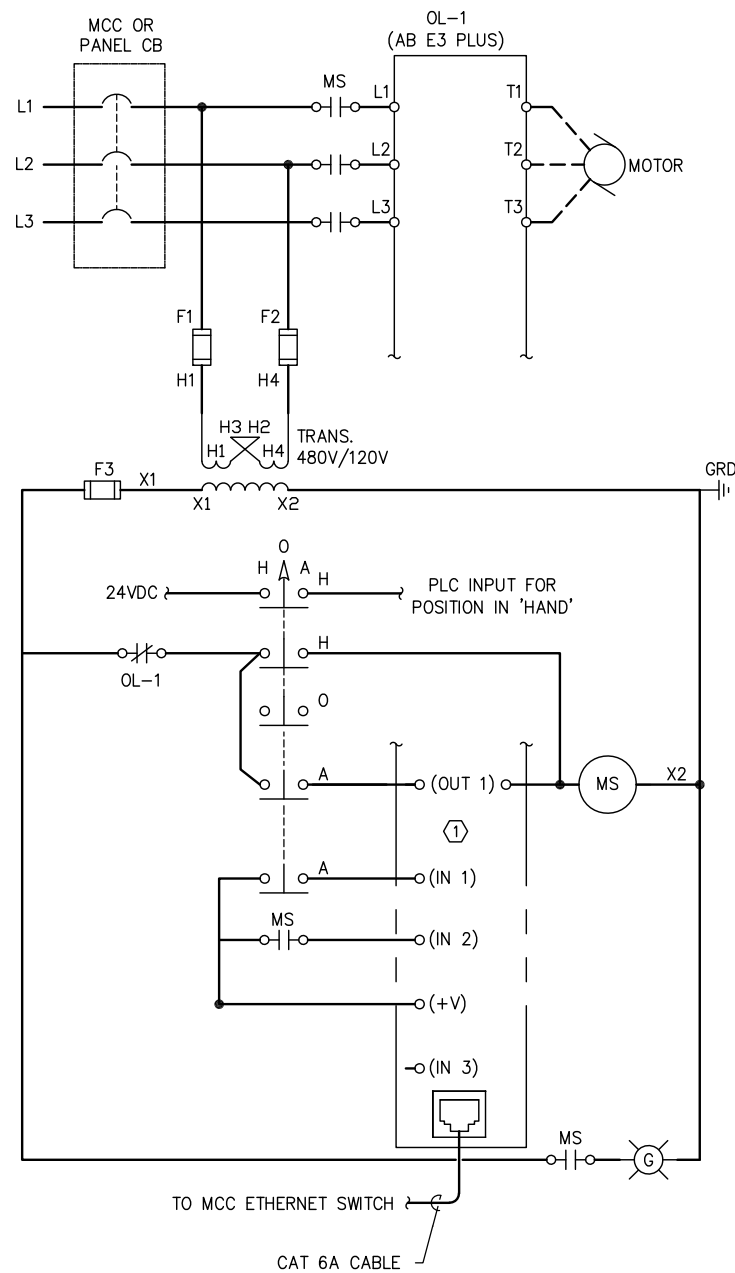 MCC OR
PANEL CB
OL-1
(AB E3 PLUS)
MS
L1
L1
T1
L2
L2
T2
MOTOR
L3
L3
T3
F1
F2
H1
H4
H3 H2
H1
H4
TRANS.
480V/120V
F3
X1
X1
X2
GRD
O
H
A
H
24VDC
PLC INPUT FOR
POSITION IN 'HAND'
H
OL-1
O
A
(OUT 1)
MS
X2
1
A
(IN 1)
MS
(IN 2)
(+V)
(IN 3)
MS
G
TO MCC ETHERNET SWITCH
CAT 6A CABLE